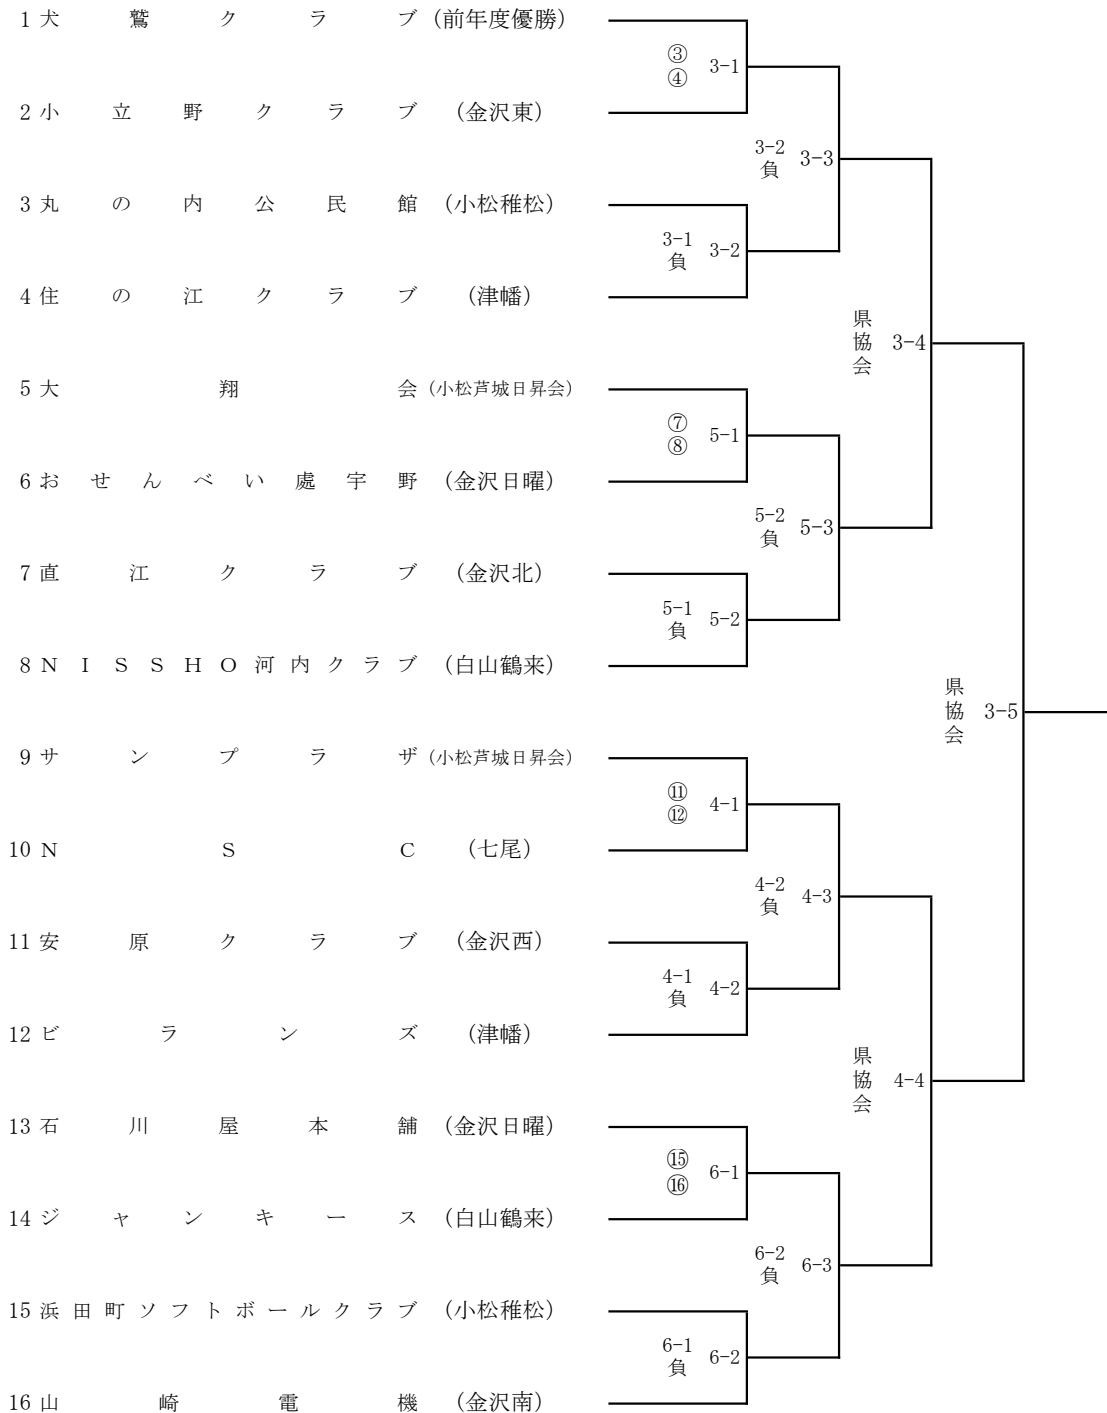 1 犬鷲クラブ (前年度優勝)
③
④ 3-1
2 小立野クラブ (金沢東)
3-2
負 3-3
3 丸の内公民館 (小松稚松)
3-1
負 3-2
4 住の江クラブ (津幡)
県
協
会 3-4
5 大翔会 (小松芦城日昇会)
⑦
⑧ 5-1
6 おせんべい處宇野 (金沢日曜)
5-2
負 5-3
7 直江クラブ (金沢北)
5-1
負 5-2
8 NISSHO河内クラブ (白山鶴来)
県
協
会 3-5
9 サンプラザ (小松芦城日昇会)
⑪
⑫ 4-1
10 NSC (七尾)
4-2
負 4-3
11 安原クラブ (金沢西)
4-1
負 4-2
12 ビランズ (津幡)
県
協
会 4-4
13 石川屋本舗 (金沢日曜)
⑮
⑯ 6-1
14 ジャンキース (白山鶴来)
6-2
負 6-3
15 浜田町ソフトボールクラブ (小松稚松)
6-1
負 6-2
16 山崎電機 (金沢南)